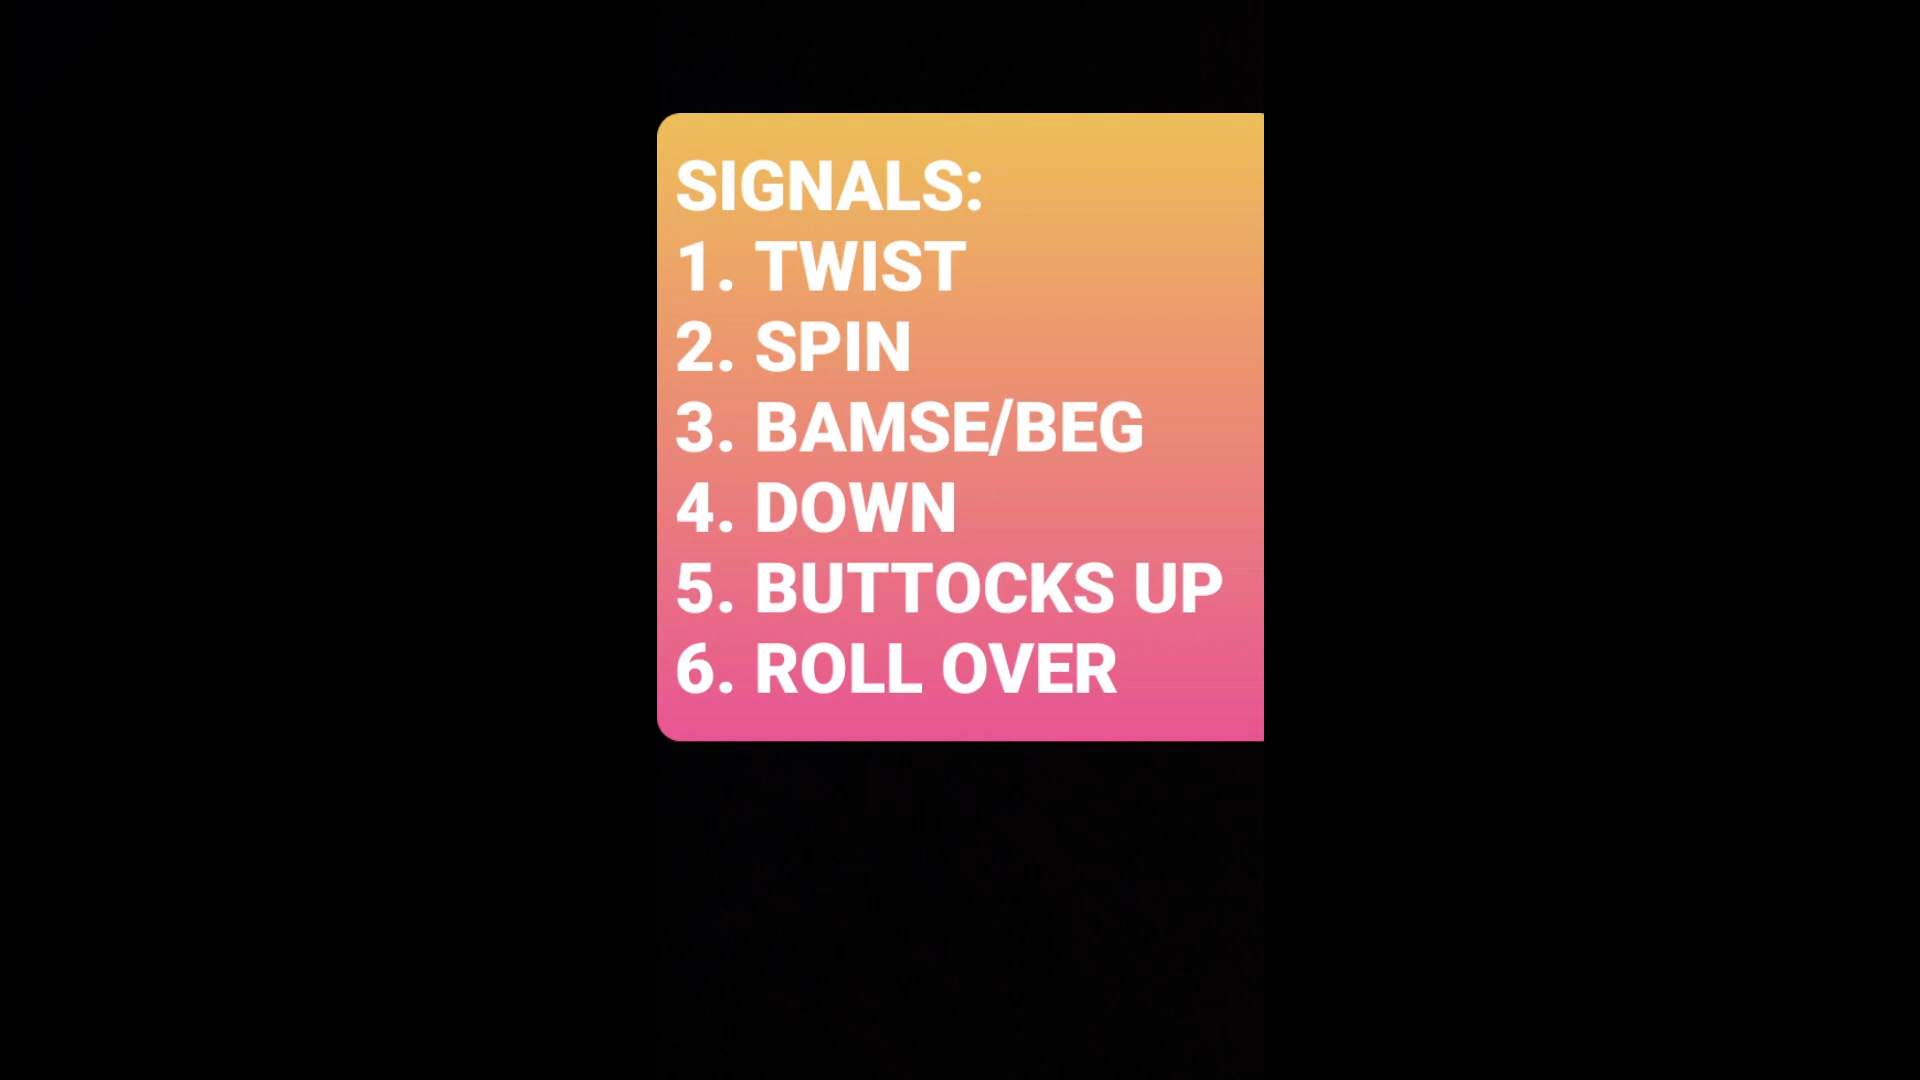 SIGNALS:
1. TWIST
2. SPIN
3. BAMSE/BEG
4. DOWN
5. BUTTOCKS UP
6. ROLL OVER